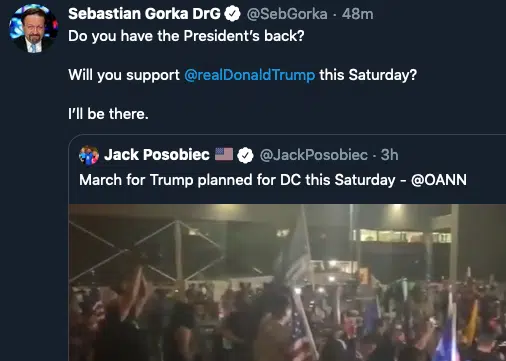 Sebastian Gorka DrG @SebGorka · 48m
Do you have the President's back?
Will you support @realDonaldTrump this Saturday?
I'll be there.
Jack Posobiec @JackPosobiec · 3h
March for Trump planned for DC this Saturday - @OANN